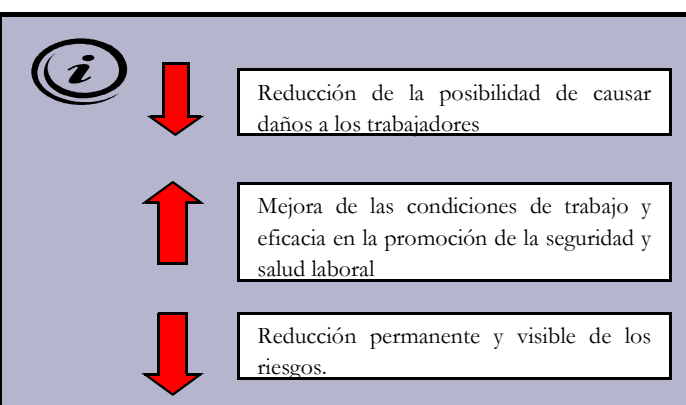 i
Reducción de la posibilidad de causar
daños a los trabajadores
Mejora de las condiciones de trabajo y
eficacia en la promoción de la seguridad y
salud laboral
Reducción permanente y visible de los
riesgos.